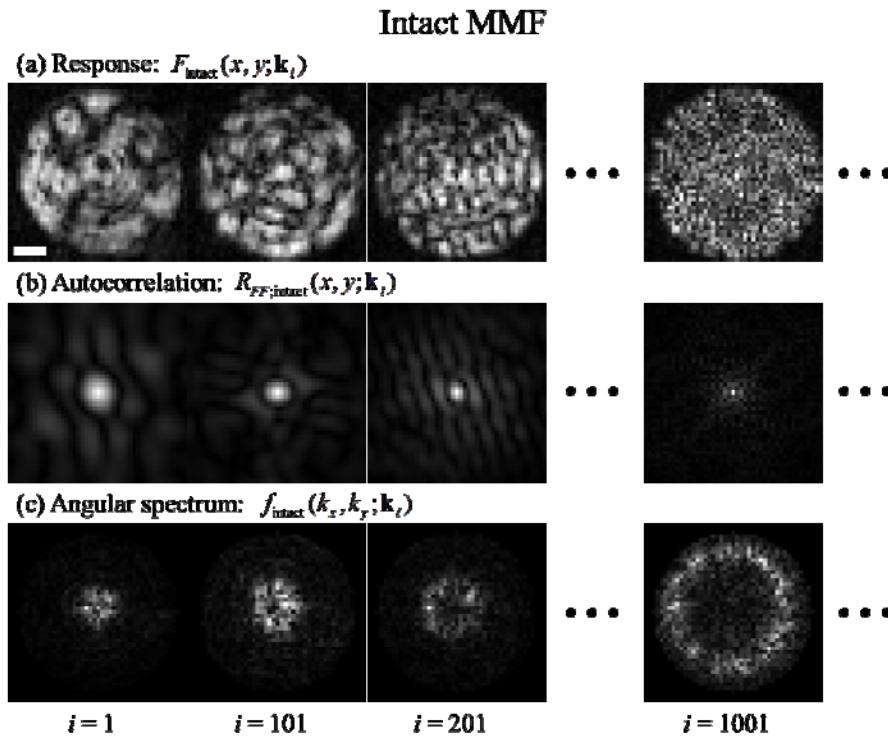 Intact MMF
(a) Response: F_intact(x, y; k_i)
(b) Autocorrelation: R_FF;intact(x, y; k_i)
(c) Angular spectrum: f_intact(k_x, k_y; k_i)
i = 1 i = 101 i = 201 i = 1001